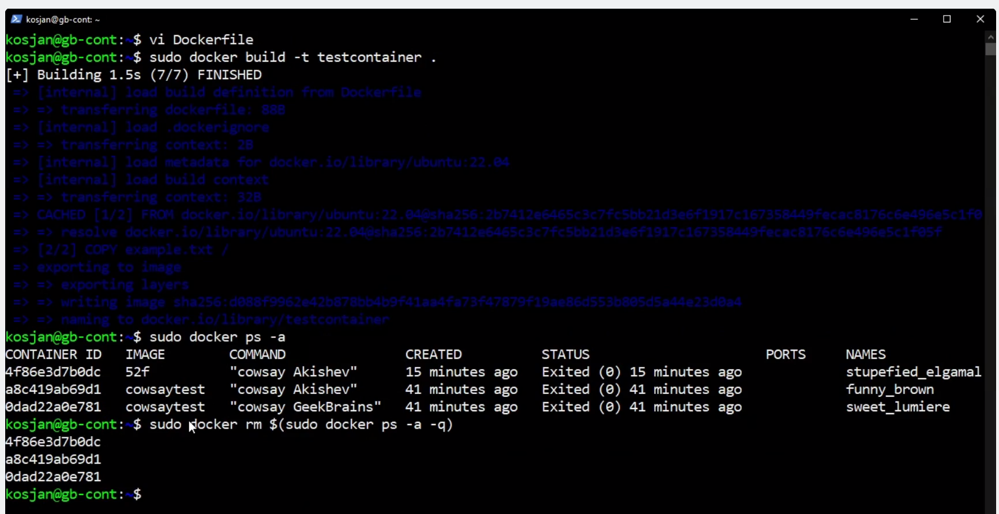 kosjan@gb-cont: ~
kosjan@gb-cont:~$ vi Dockerfile
kosjan@gb-cont:~$ sudo docker build -t testcontainer .
[+] Building 1.5s (7/7) FINISHED
=> [internal] load build definition from Dockerfile
=> => transferring dockerfile: 88B
=> [internal] load .dockerignore
=> => transferring context: 2B
=> [internal] load metadata for docker.io/library/ubuntu:22.04
=> [internal] load build context
=> => transferring context: 32B
=> CACHED [1/2] FROM docker.io/library/ubuntu:22.04@sha256:2b7412e6465c3c7fc5bb21d3e6f1917c167358449fecac8176c6e496e5c1f0
=> => resolve docker.io/library/ubuntu:22.04@sha256:2b7412e6465c3c7fc5bb21d3e6f1917c167358449fecac8176c6e496e5c1f05f
=> [2/2] COPY example.txt /
=> exporting to image
=> => exporting layers
=> => writing image sha256:d088f9962e42b878bb4b9f41aa4fa73f47879f19ae86d553b805d5a44e23d0a4
=> => naming to docker.io/library/testcontainer
kosjan@gb-cont:~$ sudo docker ps -a
CONTAINER ID IMAGE COMMAND CREATED STATUS PORTS NAMES
4f86e3d7b0dc 52f "cowsay Akishev" 15 minutes ago Exited (0) 15 minutes ago stupefied_elgamal
a8c419ab69d1 cowsaytest "cowsay Akishev" 41 minutes ago Exited (0) 41 minutes ago funny_brown
0dad22a0e781 cowsaytest "cowsay GeekBrains" 41 minutes ago Exited (0) 41 minutes ago sweet_lumiere
kosjan@gb-cont:~$ sudo docker rm $(sudo docker ps -a -q)
4f86e3d7b0dc
a8c419ab69d1
0dad22a0e781
kosjan@gb-cont:~$